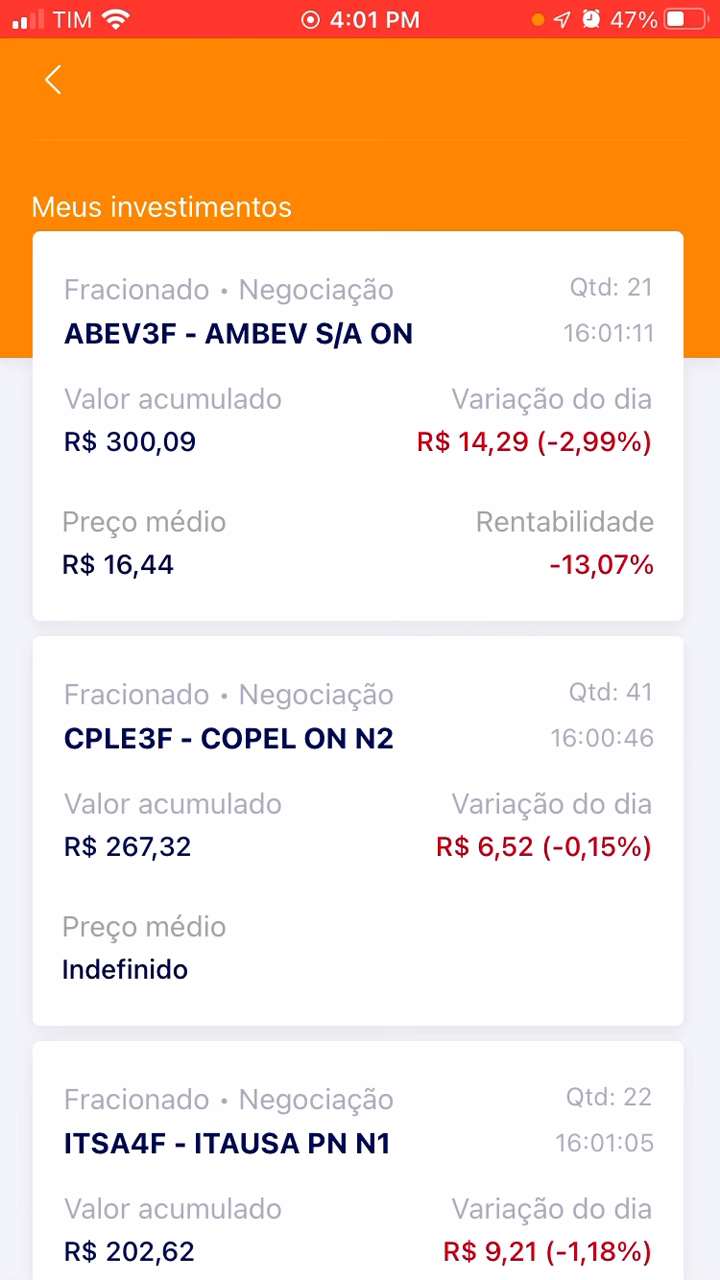 TIM 4:01 PM 47%
Meus investimentos
Fracionado • Negociação Qtd: 21
ABEV3F - AMBEV S/A ON 16:01:11
Valor acumulado Variação do dia
R$ 300,09 R$ 14,29 (-2,99%)
Preço médio Rentabilidade
R$ 16,44 -13,07%
Fracionado • Negociação Qtd: 41
CPLE3F - COPEL ON N2 16:00:46
Valor acumulado Variação do dia
R$ 267,32 R$ 6,52 (-0,15%)
Preço médio
Indefinido
Fracionado • Negociação Qtd: 22
ITSA4F - ITAUSA PN N1 16:01:05
Valor acumulado Variação do dia
R$ 202,62 R$ 9,21 (-1,18%)